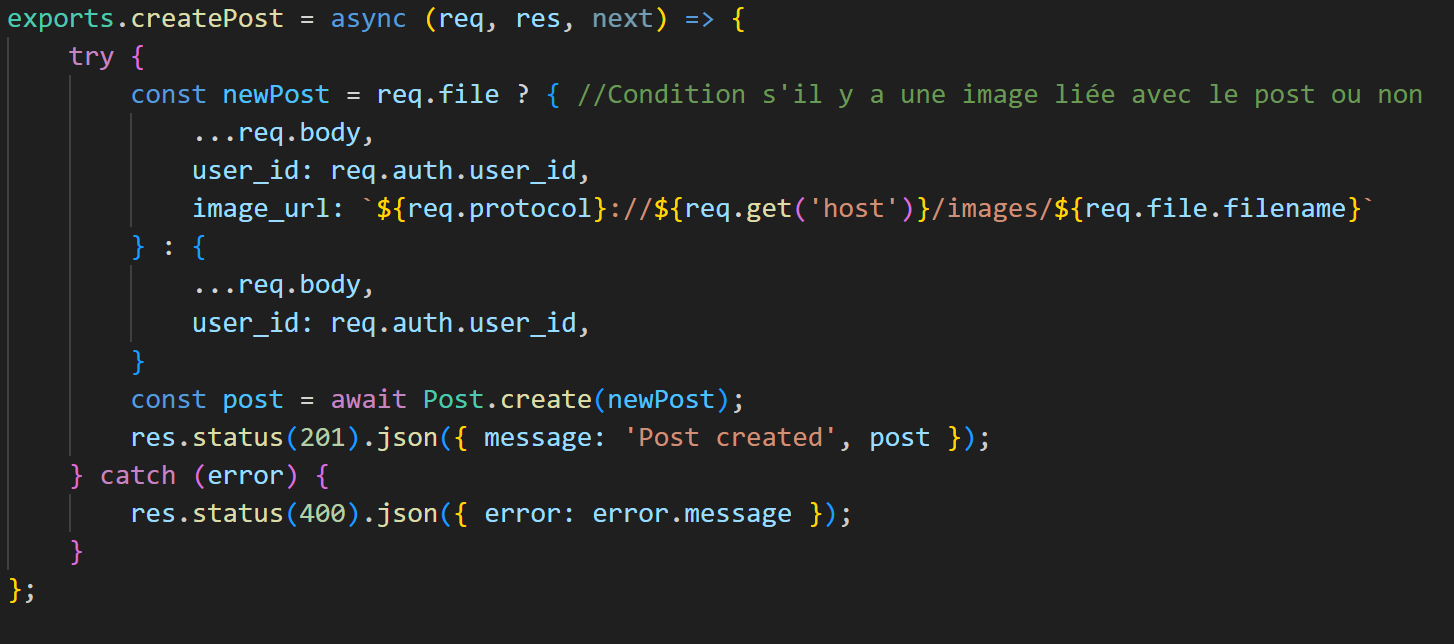 exports.createPost = async (req, res, next) => {
    try {
        const newPost = req.file ? { //Condition s'il y a une image liée avec le post ou non
            ...req.body,
            user_id: req.auth.user_id,
            image_url: `${req.protocol}://${req.get('host')}/images/${req.file.filename}`
        } : {
            ...req.body,
            user_id: req.auth.user_id,
        }
        const post = await Post.create(newPost);
        res.status(201).json({ message: 'Post created', post });
    } catch (error) {
        res.status(400).json({ error: error.message });
    }
};